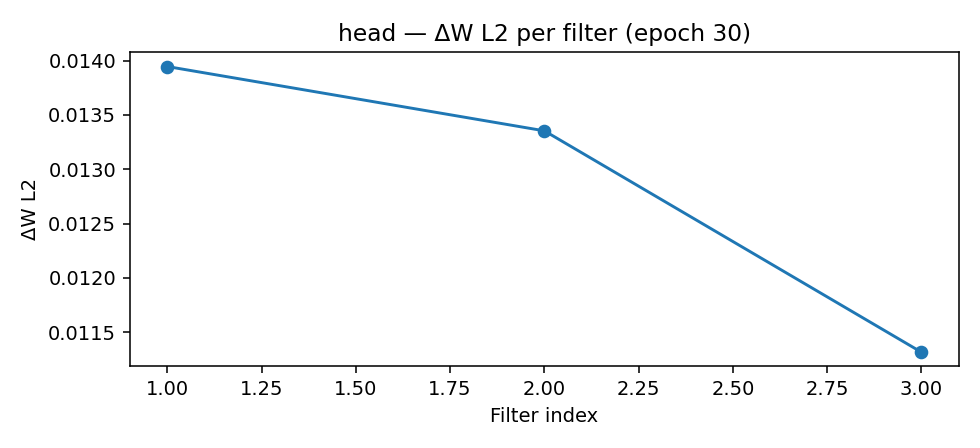 head — ΔW L2 per filter (epoch 30)
0.0140
0.0135
0.0130
0.0125
0.0120
0.0115
ΔW L2
1.00 1.25 1.50 1.75 2.00 2.25 2.50 2.75 3.00
Filter index